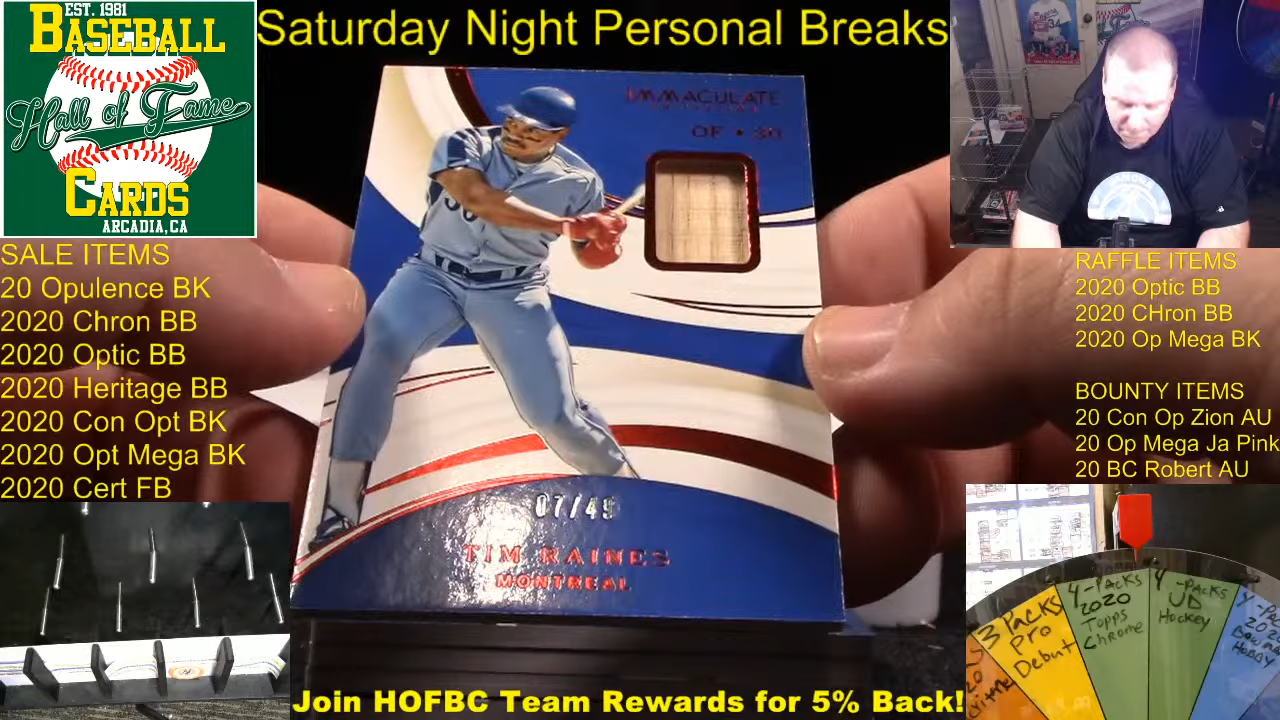 EST. 1981
BASEBALL
Hall of Fame
CARDS
ARCADIA, CA
Saturday Night Personal Breaks
SALE ITEMS
20 Opulence BK
2020 Chron BB
2020 Optic BB
2020 Heritage BB
2020 Con Opt BK
2020 Opt Mega BK
2020 Cert FB
IMMACULATE
OF • 30
30
07/49
TIM RAINES
MONTREAL
RAFFLE ITEMS
2020 Optic BB
2020 CHron BB
2020 Op Mega BK
BOUNTY ITEMS
20 Con Op Zion AU
20 Op Mega Ja Pink
20 BC Robert AU
3 PACKS
PRO
Debut
4-PACKS
2020
Topps
Chrome
4-PACKS
UD
Hockey
Join HOFBC Team Rewards for 5% Back!